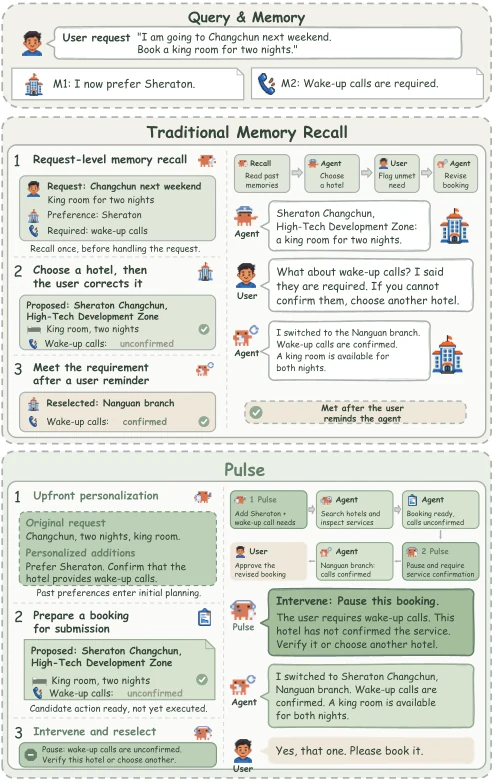 Query & Memory
User request "I am going to Changchun next weekend.
Book a king room for two nights."
M1: I now prefer Sheraton.
M2: Wake-up calls are required.
Traditional Memory Recall
1 Request-level memory recall
Request: Changchun next weekend
King room for two nights
Preference: Sheraton
Required: wake-up calls
Recall once, before handling the request.
2 Choose a hotel, then
the user corrects it
Proposed: Sheraton Changchun,
High-Tech Development Zone
King room, two nights
Wake-up calls: unconfirmed
3 Meet the requirement
after a user reminder
Reselected: Nanguan branch
Wake-up calls: confirmed
Recall
Read past
memories
Agent
Choose
a hotel
User
Flag unmet
need
Agent
Revise
booking
Agent
Sheraton Changchun,
High-Tech Development Zone:
a king room for two nights.
User
What about wake-up calls? I said
they are required. If you cannot
confirm them, choose another hotel.
Agent
I switched to the Nanguan branch.
Wake-up calls are confirmed.
A king room is available for
both nights.
Met after the user
reminds the agent
Pulse
1 Upfront personalization
Original request
Changchun, two nights, king room.
Personalized additions
Prefer Sheraton. Confirm that the
hotel provides wake-up calls.
Past preferences enter initial planning.
2 Prepare a booking
for submission
Proposed: Sheraton Changchun,
High-Tech Development Zone
King room, two nights
Wake-up calls: unconfirmed
Candidate action ready, not yet executed.
3 Intervene and reselect
Pause: wake-up calls are unconfirmed.
Verify this hotel or choose another.
1 Pulse
Add Sheraton +
wake-up call needs
Agent
Search hotels and
inspect services
Agent
Booking ready,
calls unconfirmed
2 Pulse
Pause and require
service confirmation
Agent
Nanguan branch:
calls confirmed
User
Approve the
revised booking
Pulse
Intervene: Pause this booking.
The user requires wake-up calls. This
hotel has not confirmed the service.
Verify it or choose another hotel.
Agent
I switched to Sheraton Changchun,
Nanguan branch. Wake-up calls are
confirmed. A king room is available
for both nights.
User
Yes, that one. Please book it.